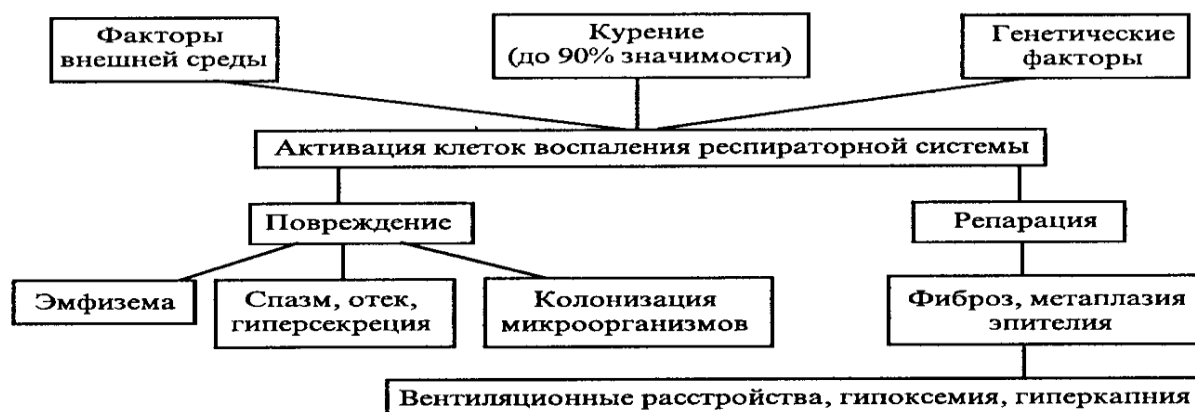 Факторы
внешней среды
Курение
(до 90% значимости)
Генетические
факторы
Активация клеток воспаления респираторной системы
Повреждение
Репарация
Эмфизема
Спазм, отек,
гиперсекреция
Колонизация
микроорганизмов
Фиброз, метаплазия
эпителия
Вентиляционные расстройства, гипоксемия, гиперкапния